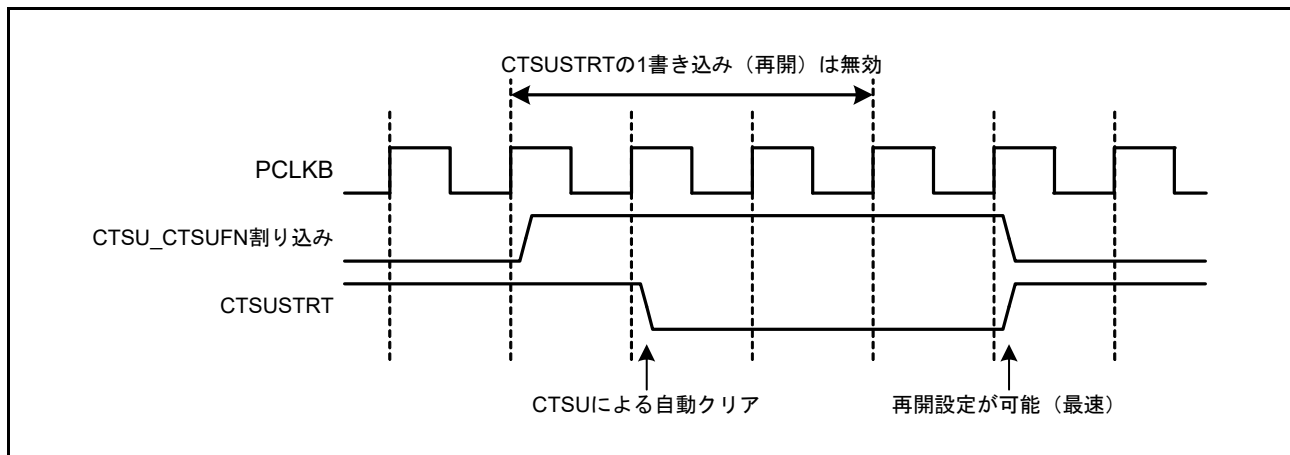 CTSUSTRTの1書き込み（再開）は無効
PCLKB
CTSU_CTSUFN割り込み
CTSUSTRT
CTSUによる自動クリア
再開設定が可能（最速）